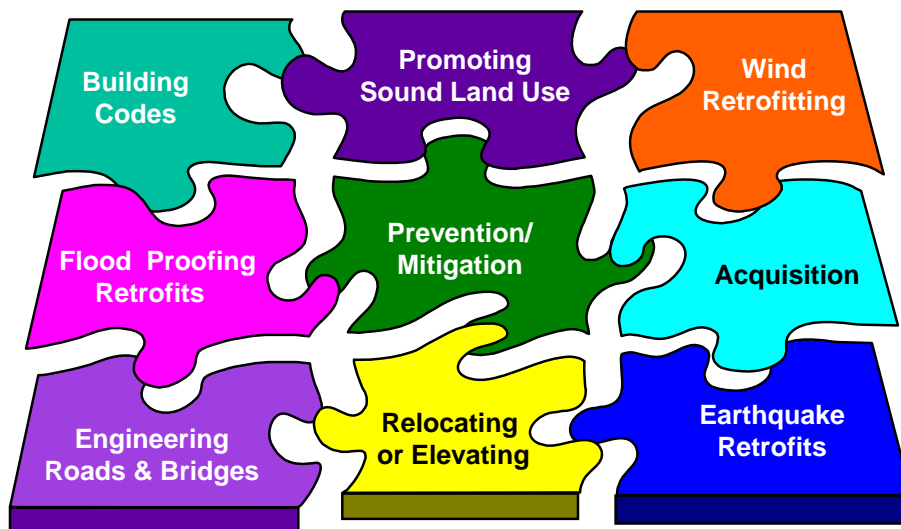 Building
Codes
Promoting
Sound Land Use
Wind
Retrofitting
Flood  Proofing
Retrofits
Prevention/
Mitigation
Acquisition
Engineering
Roads & Bridges
Relocating
or Elevating
Earthquake
Retrofits